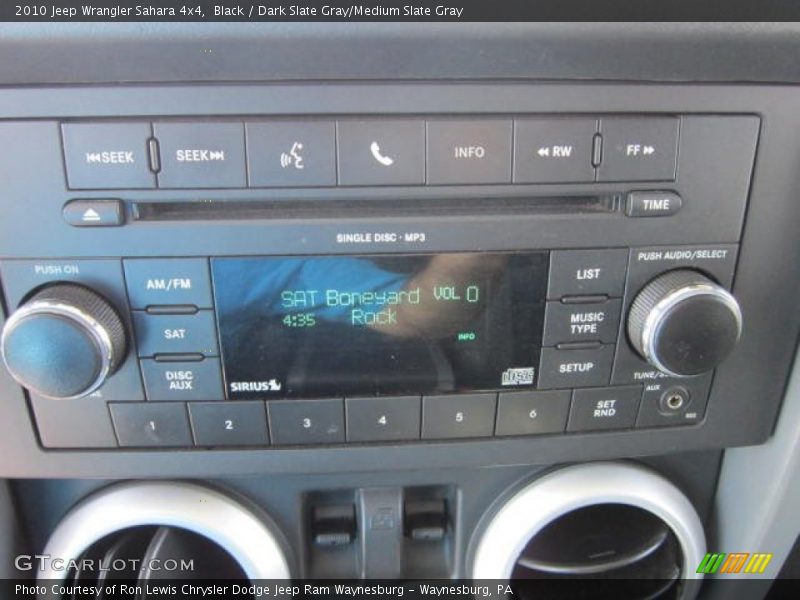 2010 Jeep Wrangler Sahara 4x4, Black / Dark Slate Gray/Medium Slate Gray
SEEK
SEEK
INFO
RW
FF
TIME
SINGLE DISC - MP3
PUSH ON
PUSH AUDIO/SELECT
AM/FM
SAT
DISC
AUX
SAT Boneyard VOL 0
4:35 Rock
INFO
SIRIUS
DISC
LIST
MUSIC
TYPE
SETUP
AUX
1
2
3
4
5
6
SET
RND
GTCARLOT.COM
Photo Courtesy of Ron Lewis Chrysler Dodge Jeep Ram Waynesburg - Waynesburg, PA